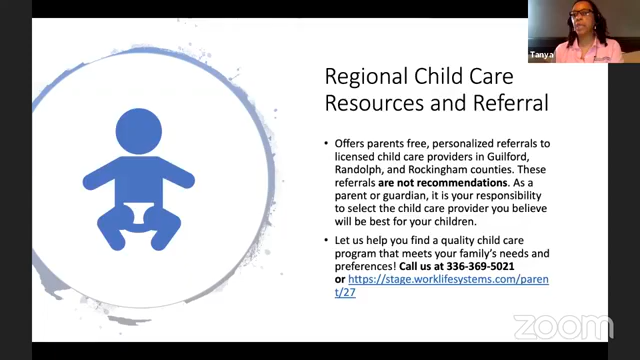 Tanya
Regional Child Care
Resources and Referral
• Offers parents free, personalized referrals to
licensed child care providers in Guilford,
Randolph, and Rockingham counties. These
referrals are not recommendations. As a
parent or guardian, it is your responsibility
to select the child care provider you believe
will be best for your children.
• Let us help you find a quality child care
program that meets your family's needs and
preferences! Call us at 336-369-5021
or https://stage.worklifesystems.com/paren
t/27
zoom